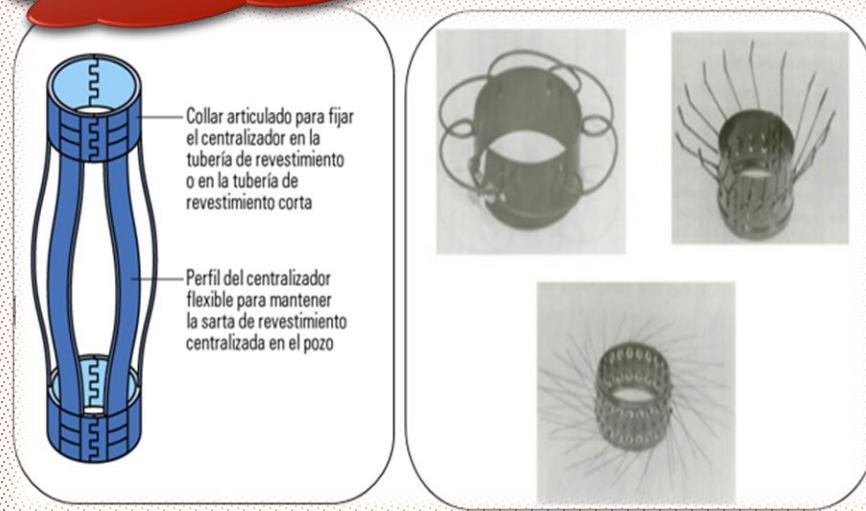 Collar articulado para fijar
el centralizador en la
tubería de revestimiento
o en la tubería de
revestimiento corta
Perfil del centralizador
flexible para mantener
la sarta de revestimiento
centralizada en el pozo